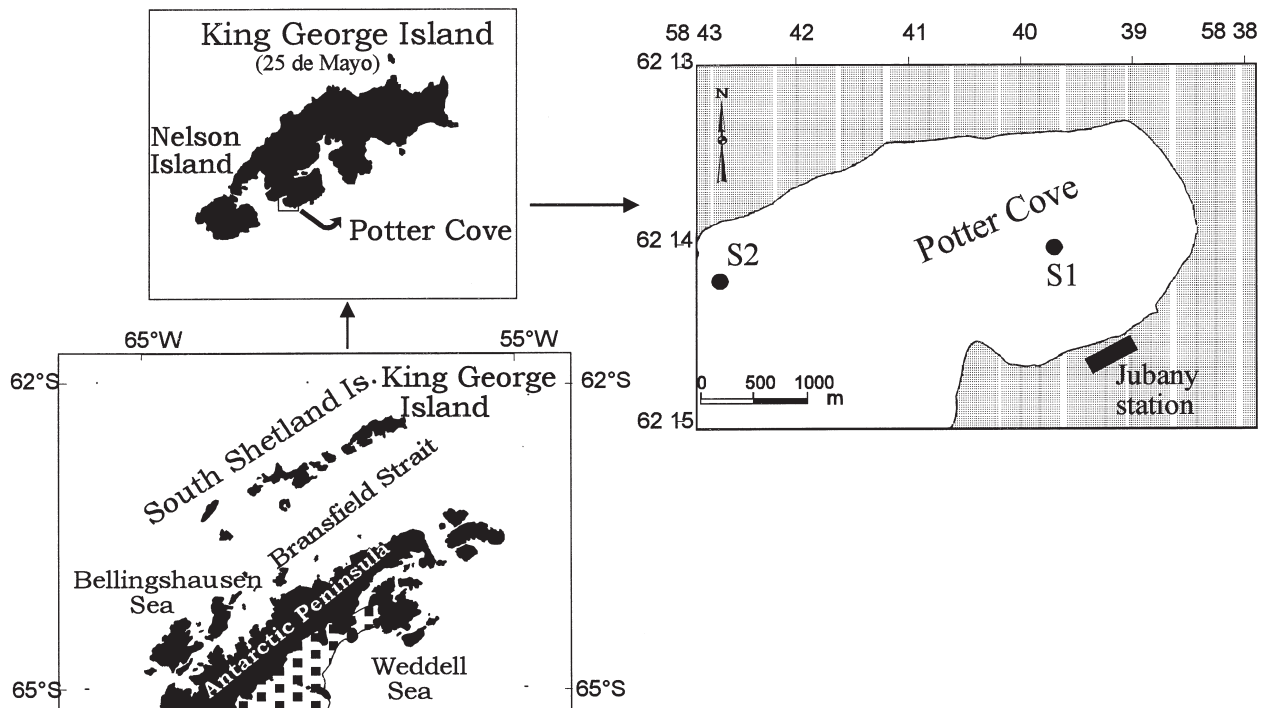 King George Island
(25 de Mayo)
Nelson
Island
Potter Cove
58 43
42
41
40
39
58 38
62 13
N
Potter Cove
62 14
S2
S1
0
500
1000
m
Jubany
station
62 15
65°W
55°W
62°S
62°S
King George
Island
South Shetland Is.
Bransfield Strait
Bellingshausen
Sea
Antarctic Peninsula
Weddell
Sea
65°S
65°S